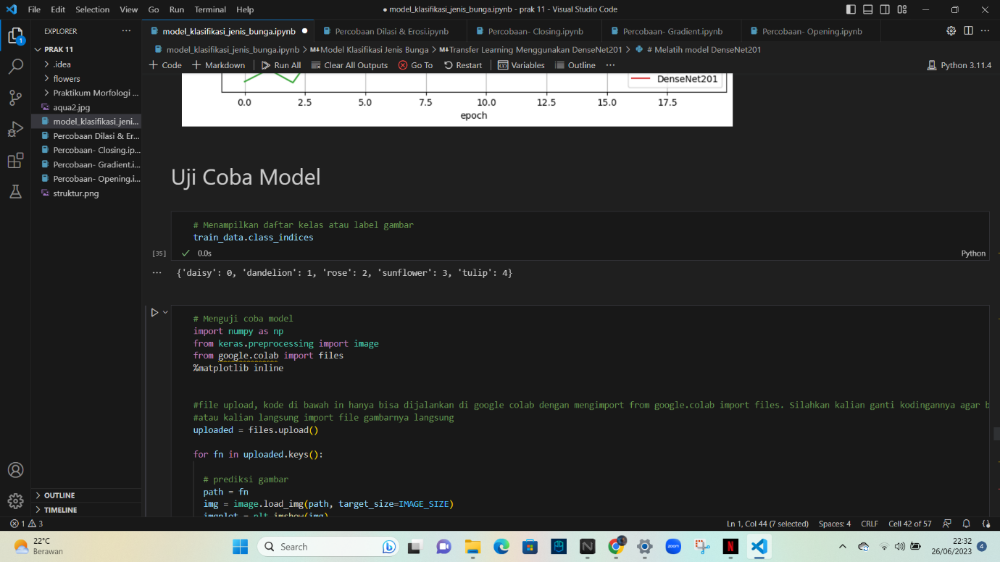 File Edit Selection View Go Run Terminal Help
● model_klasifikasi_jenis_bunga.ipynb - prak 11 - Visual Studio Code
EXPLORER
model_klasifikasi_jenis_bunga.ipynb ●
Percobaan Dilasi & Erosi.ipynb
Percobaan- Closing.ipynb
Percobaan- Gradient.ipynb
Percobaan- Opening.ipynb
1
PRAK 11
model_klasifikasi_jenis_bunga.ipynb > M↓Model Klasifikasi Jenis Bunga > M↓Transfer Learning Menggunakan DenseNet201 > # Melatih model DenseNet201
.idea
+ Code + Markdown Run All Clear All Outputs Go To Restart Variables Outline ...
Python 3.11.4
flowers
Praktikum Morfologi ...
aqua2.jpg
model_klasifikasi_jeni...
Percobaan Dilasi & Er...
Percobaan- Closing.ip...
Percobaan- Gradient.i...
Percobaan- Opening.i...
struktur.png
DenseNet201
0.0 2.5 5.0 7.5 10.0 12.5 15.0 17.5
epoch
Uji Coba Model
# Menampilkan daftar kelas atau label gambar
train_data.class_indices
[35] ✓ 0.0s
Python
... {'daisy': 0, 'dandelion': 1, 'rose': 2, 'sunflower': 3, 'tulip': 4}
# Menguji coba model
import numpy as np
from keras.preprocessing import image
from google.colab import files
%matplotlib inline
#file upload, kode di bawah in hanya bisa dijalankan di google colab dengan mengimport from google.colab import files. Silahkan kalian ganti kodingannya agar b
#atau kalian langsung import file gambarnya langsung
uploaded = files.upload()
for fn in uploaded.keys():
# prediksi gambar
path = fn
img = image.load_img(path, target_size=IMAGE_SIZE)
imgplot = plt.imshow(img)
OUTLINE
TIMELINE
1 3
Ln 1, Col 44 (7 selected) Spaces: 4 CRLF Cell 42 of 57
22°C
Berawan
Search
zoom
N
22:32
26/06/2023
4